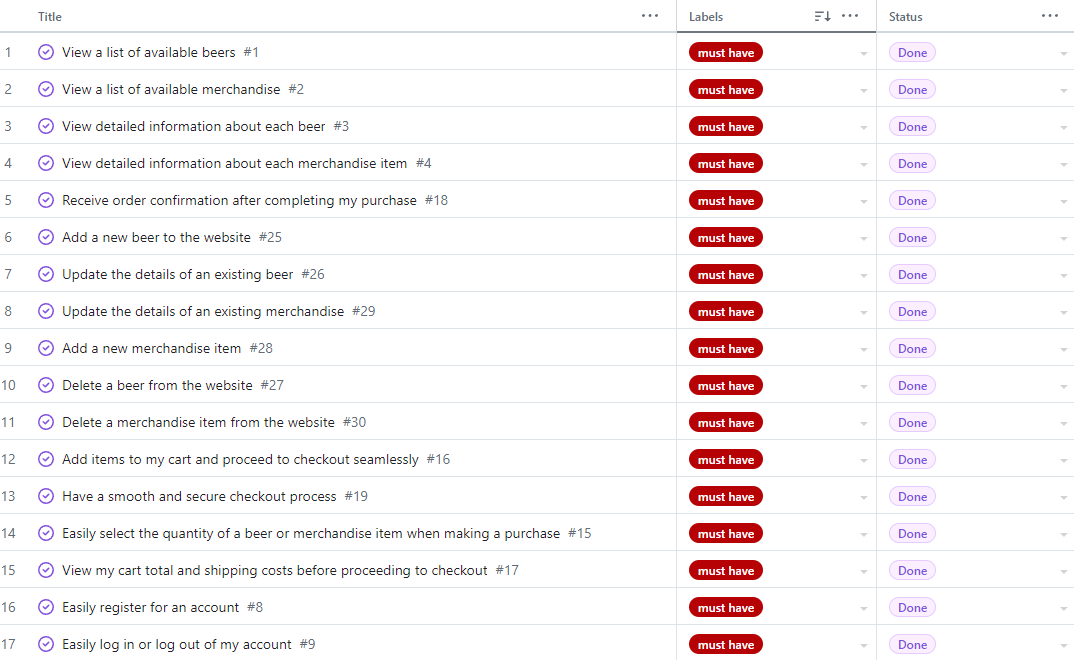 Title Labels Status
1 View a list of available beers #1 must have Done
2 View a list of available merchandise #2 must have Done
3 View detailed information about each beer #3 must have Done
4 View detailed information about each merchandise item #4 must have Done
5 Receive order confirmation after completing my purchase #18 must have Done
6 Add a new beer to the website #25 must have Done
7 Update the details of an existing beer #26 must have Done
8 Update the details of an existing merchandise #29 must have Done
9 Add a new merchandise item #28 must have Done
10 Delete a beer from the website #27 must have Done
11 Delete a merchandise item from the website #30 must have Done
12 Add items to my cart and proceed to checkout seamlessly #16 must have Done
13 Have a smooth and secure checkout process #19 must have Done
14 Easily select the quantity of a beer or merchandise item when making a purchase #15 must have Done
15 View my cart total and shipping costs before proceeding to checkout #17 must have Done
16 Easily register for an account #8 must have Done
17 Easily log in or log out of my account #9 must have Done